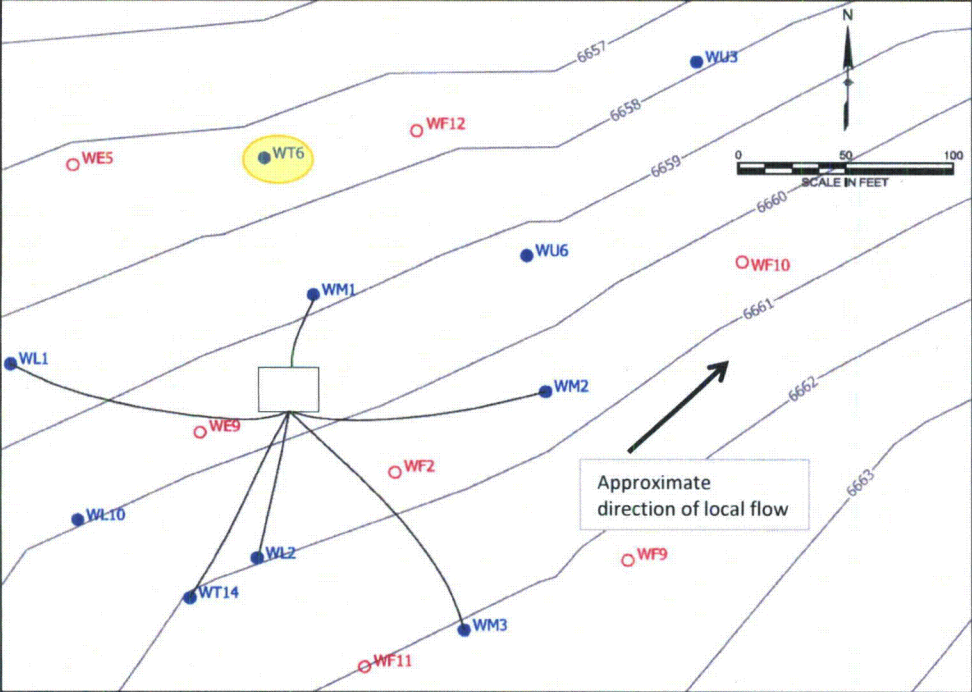 N
6657
WU3
6658
WF12
WT6
WE5
6659
0 50 100
SCALE IN FEET
6660
WU6
WF10
WM1
6661
WL1
WM2
6662
WE9
WF2
Approximate
direction of local flow
6663
WL10
WL2
WF9
WT14
WM3
WF11